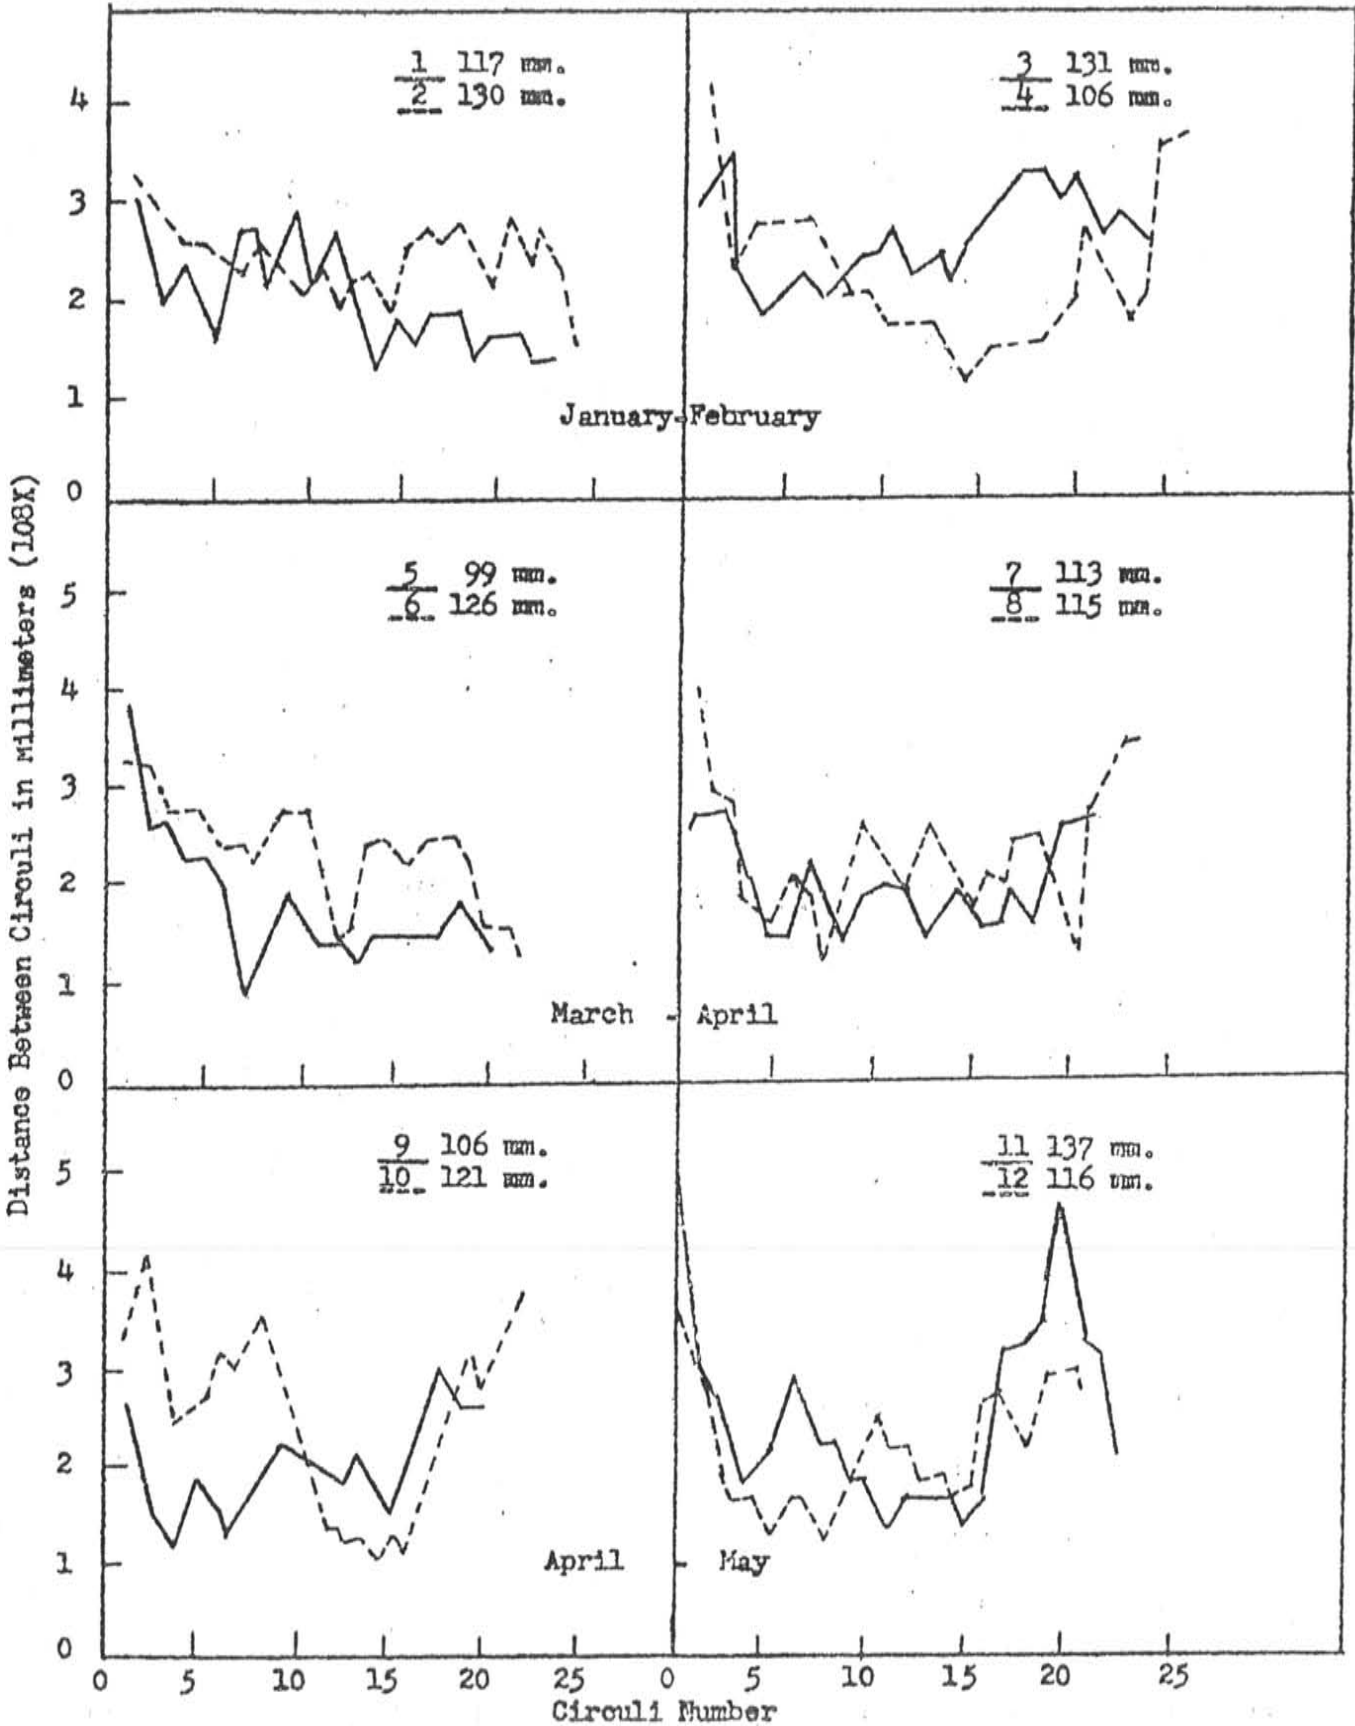 1 117 mm.
2 130 mm.
3 131 mm.
4 106 mm.
4
3
2
1
0
January-February
5 99 mm.
6 126 mm.
7 113 mm.
8 115 mm.
5
4
3
2
1
0
March - April
9 106 mm.
10 121 mm.
11 137 mm.
12 116 mm.
5
4
3
2
1
0
April - May
0 5 10 15 20 25 0 5 10 15 20 25
Circuli Number
Distance Between Circuli in Millimeters (108X)